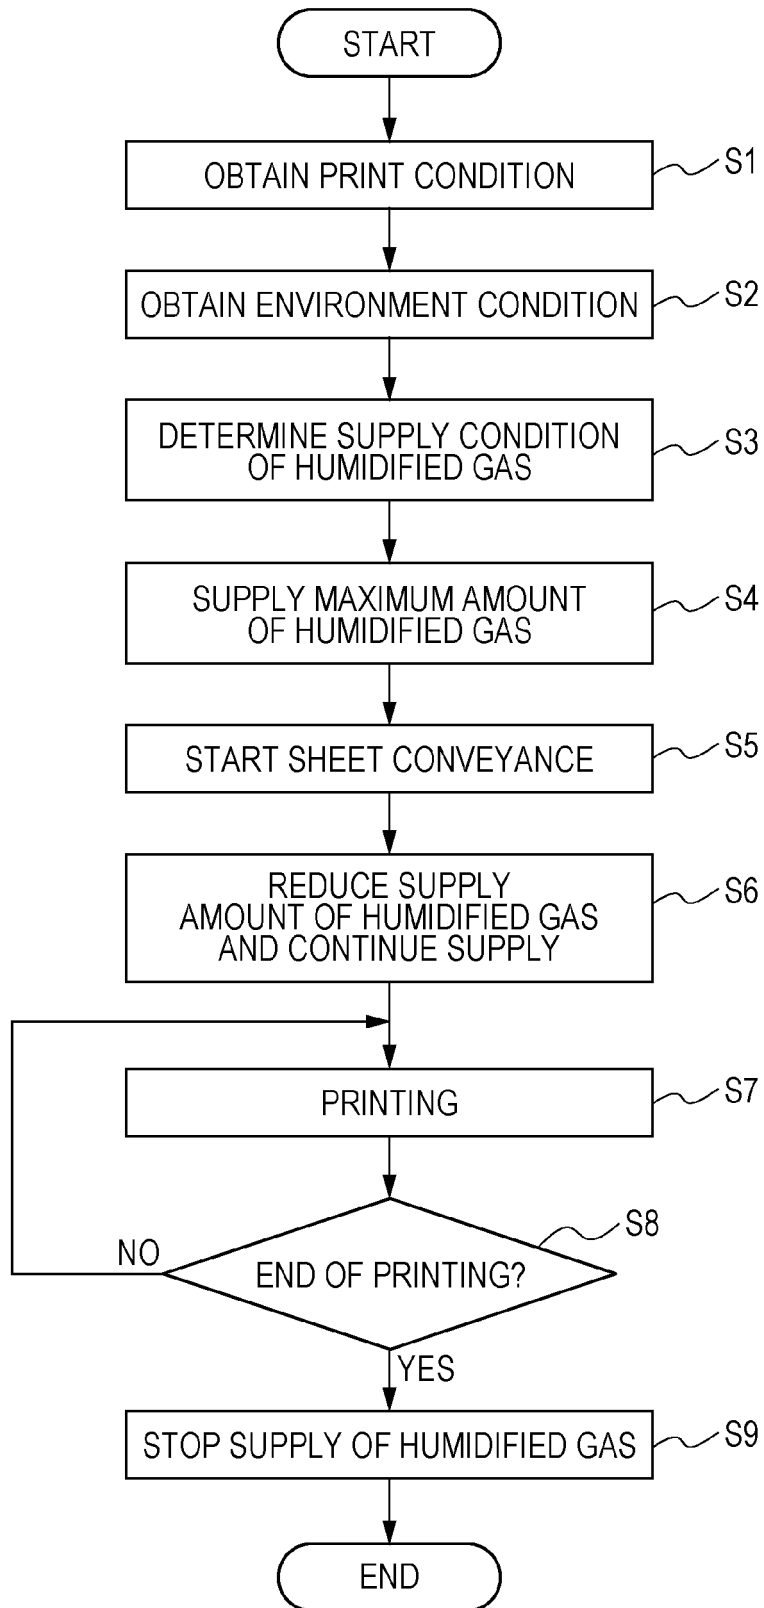 START
OBTAIN PRINT CONDITION
S1
OBTAIN ENVIRONMENT CONDITION
S2
DETERMINE SUPPLY CONDITION
OF HUMIDIFIED GAS
S3
SUPPLY MAXIMUM AMOUNT
OF HUMIDIFIED GAS
S4
START SHEET CONVEYANCE
S5
REDUCE SUPPLY
AMOUNT OF HUMIDIFIED GAS
AND CONTINUE SUPPLY
S6
PRINTING
S7
S8
NO
END OF PRINTING?
YES
STOP SUPPLY OF HUMIDIFIED GAS
S9
END